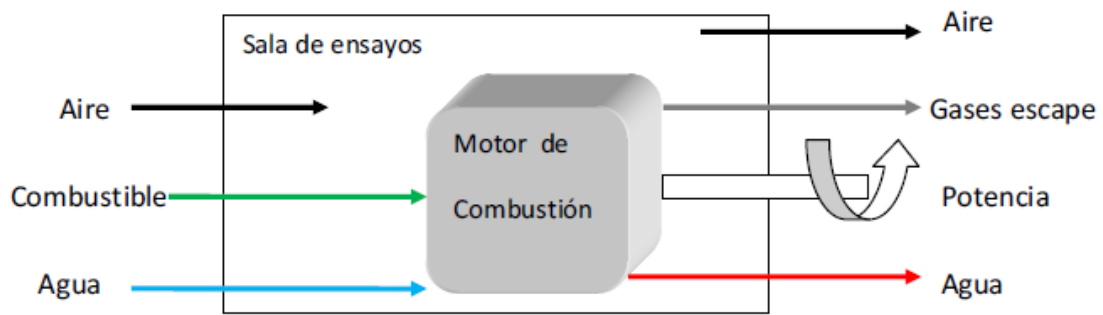 Sala de ensayos
Aire
Aire
Gases escape
Motor de
Combustible
Combustión
Potencia
Agua
Agua